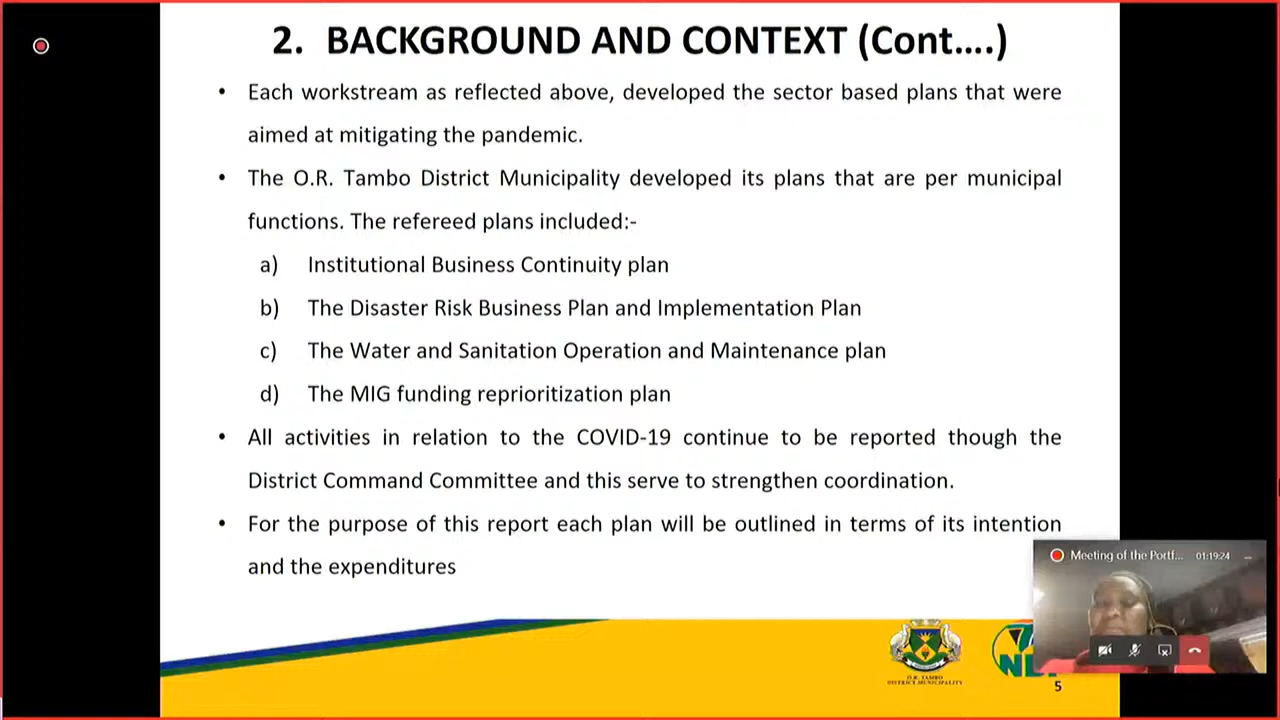 2. BACKGROUND AND CONTEXT (Cont....)
• Each workstream as reflected above, developed the sector based plans that were
aimed at mitigating the pandemic.
• The O.R. Tambo District Municipality developed its plans that are per municipal
functions. The refereed plans included:-
a) Institutional Business Continuity plan
b) The Disaster Risk Business Plan and Implementation Plan
c) The Water and Sanitation Operation and Maintenance plan
d) The MIG funding reprioritization plan
• All activities in relation to the COVID-19 continue to be reported though the
District Command Committee and this serve to strengthen coordination.
• For the purpose of this report each plan will be outlined in terms of its intention
and the expenditures
Meeting of the Portf... 01:19:24
O.R. TAMBO
DISTRICT MUNICIPALITY
5